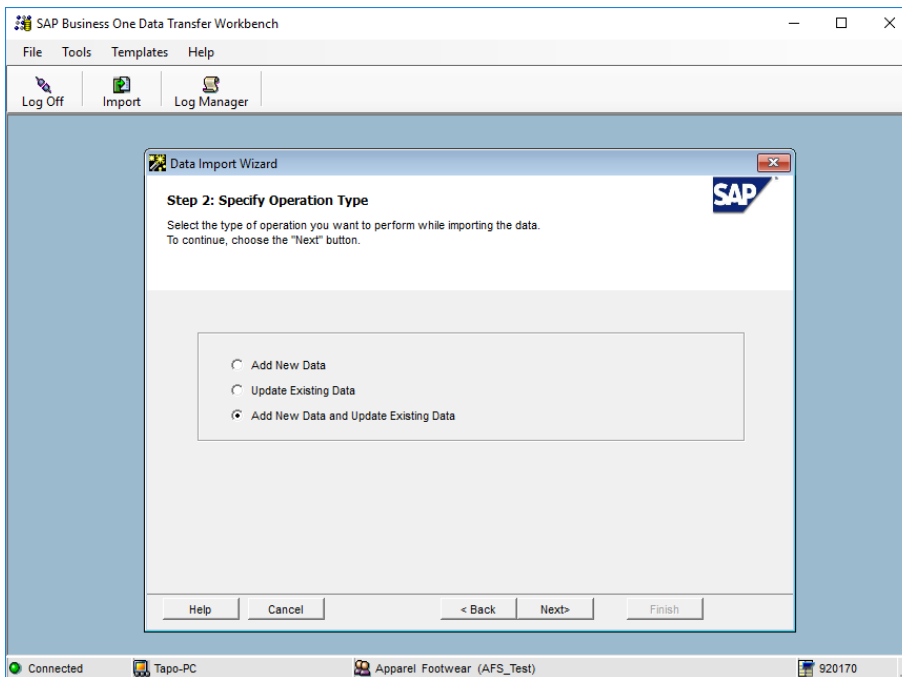 SAP Business One Data Transfer Workbench
File Tools Templates Help
Log Off Import Log Manager
Data Import Wizard
Step 2: Specify Operation Type
SAP
Select the type of operation you want to perform while importing the data.
To continue, choose the "Next" button.
Add New Data
Update Existing Data
Add New Data and Update Existing Data
Help Cancel < Back Next> Finish
Connected Tapo-PC Apparel Footwear (AFS_Test) 920170